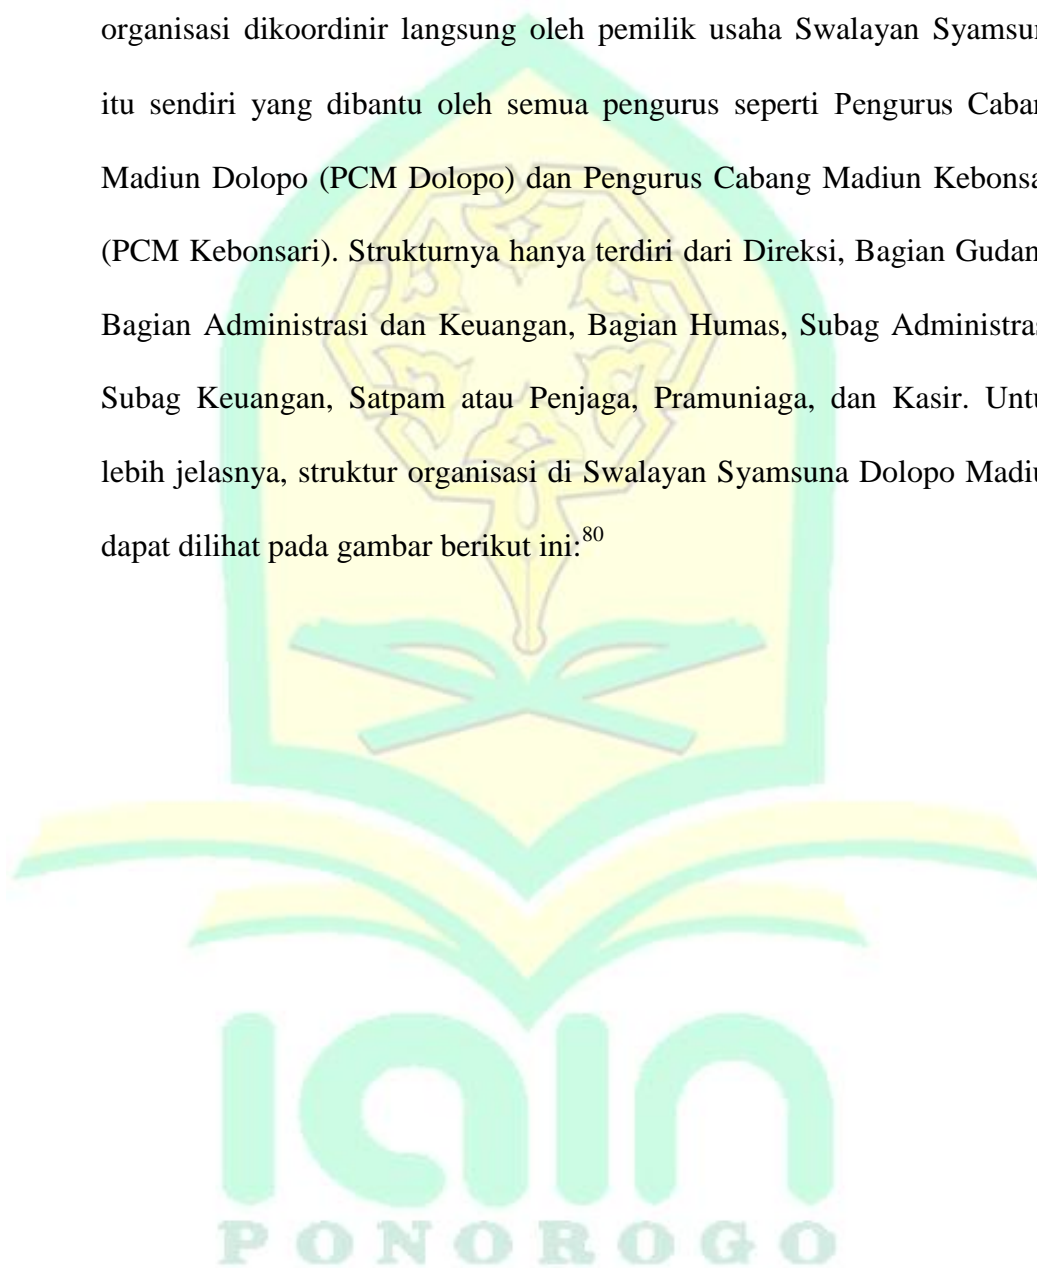 organisasi dikoordinir langsung oleh pemilik usaha Swalayan Syamsun
itu sendiri yang dibantu oleh semua pengurus seperti Pengurus Caban
Madiun Dolopo (PCM Dolopo) dan Pengurus Cabang Madiun Kebonsa
(PCM Kebonsari). Strukturnya hanya terdiri dari Direksi, Bagian Gudan
Bagian Administrasi dan Keuangan, Bagian Humas, Subag Administras
Subag Keuangan, Satpam atau Penjaga, Pramuniaga, dan Kasir. Untu
lebih jelasnya, struktur organisasi di Swalayan Syamsuna Dolopo Madiu
dapat dilihat pada gambar berikut ini:80
iain
PONOROGO